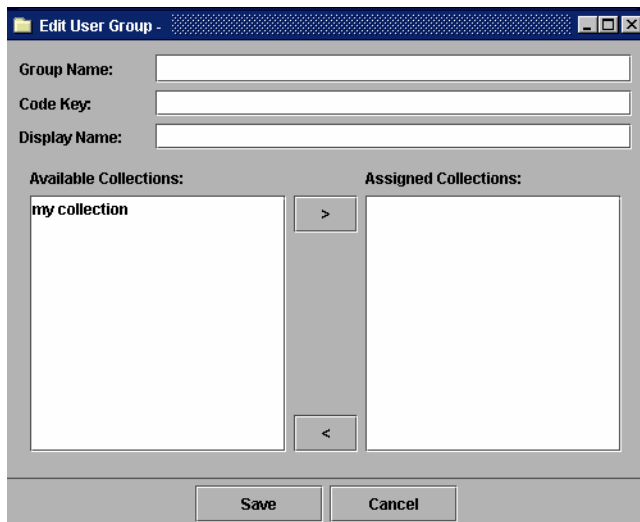 Edit User Group -
Group Name:
Code Key:
Display Name:
Available Collections:
Assigned Collections:
my collection
>
<
Save
Cancel